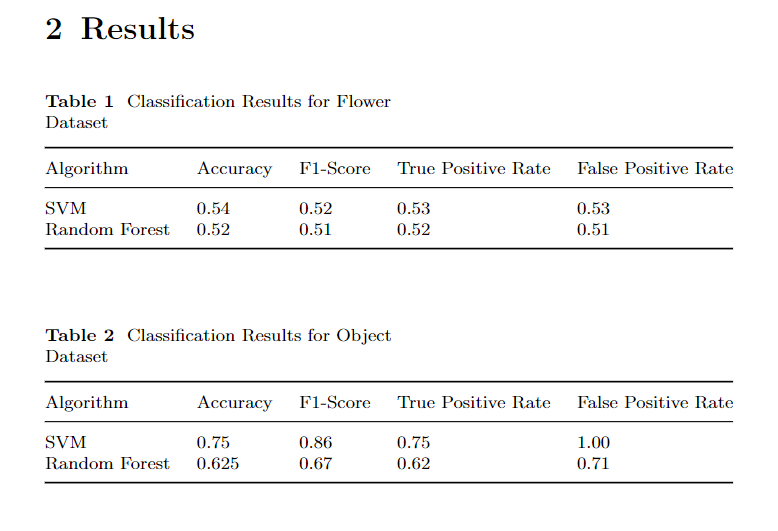 2 Results
Table 1 Classification Results for Flower
Dataset
Algorithm Accuracy F1-Score True Positive Rate False Positive Rate
SVM 0.54 0.52 0.53 0.53
Random Forest 0.52 0.51 0.52 0.51
Table 2 Classification Results for Object
Dataset
Algorithm Accuracy F1-Score True Positive Rate False Positive Rate
SVM 0.75 0.86 0.75 1.00
Random Forest 0.625 0.67 0.62 0.71